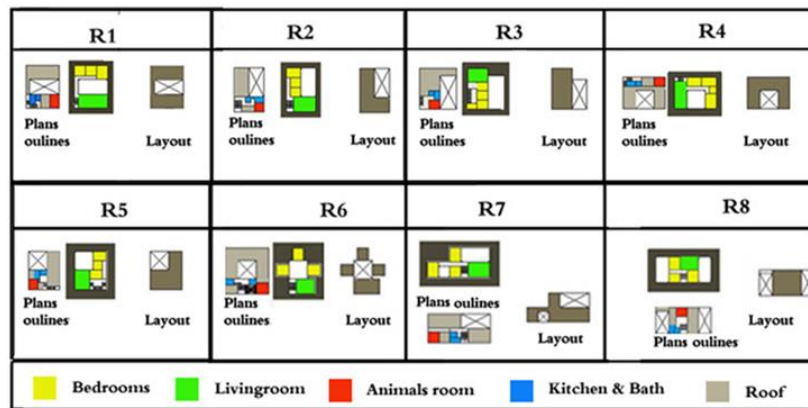 R1
R2
R3
R4
Plans
oulines
Layout
Plans
oulines
Layout
Plans
oulines
Layout
Plans
oulines
Layout
R5
R6
R7
R8
Plans
oulines
Layout
Plans
oulines
Layout
Plans oulines
Layout
Plans oulines
Layout
Bedrooms
Livingroom
Animals room
Kitchen & Bath
Roof